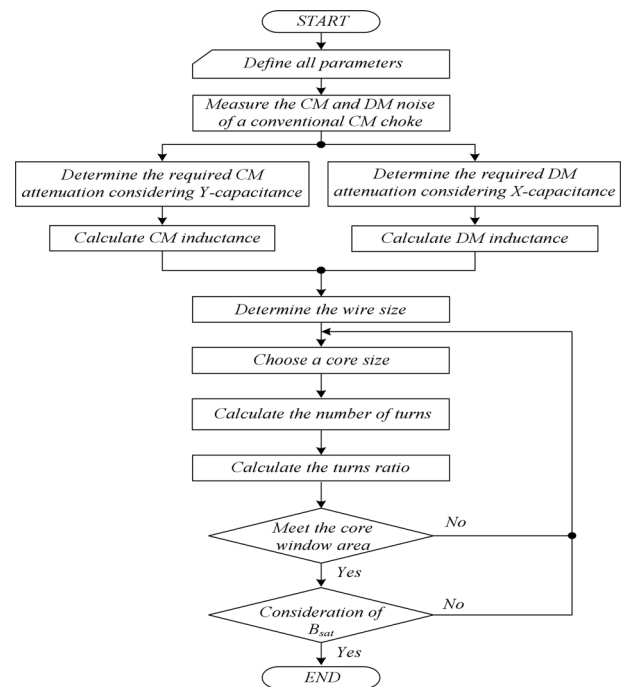 START
Define all parameters
Measure the CM and DM noise
of a conventional CM choke
Determine the required CM
attenuation considering Y-capacitance
Determine the required DM
attenuation considering X-capacitance
Calculate CM inductance
Calculate DM inductance
Determine the wire size
Choose a core size
Calculate the number of turns
Calculate the turns ratio
Meet the core
window area
No
Yes
Consideration of
Bsat
No
Yes
END